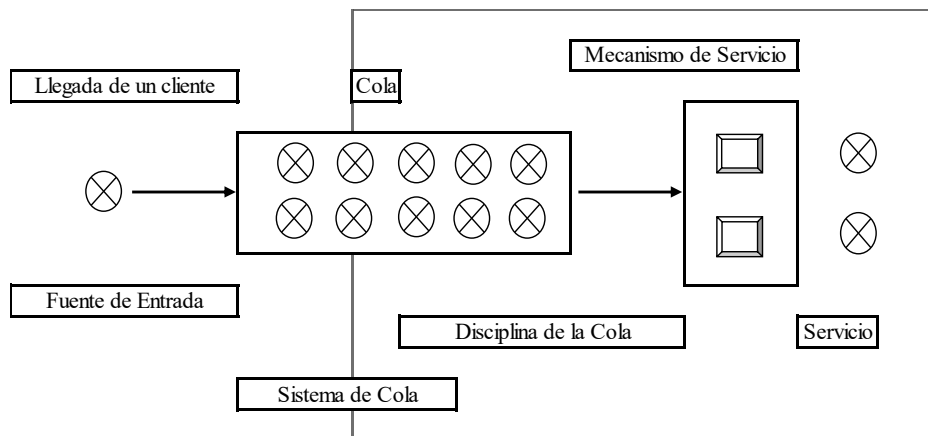 Mecanismo de Servicio
Llegada de un cliente
Cola
Fuente de Entrada
Disciplina de la Cola
Servicio
Sistema de Cola